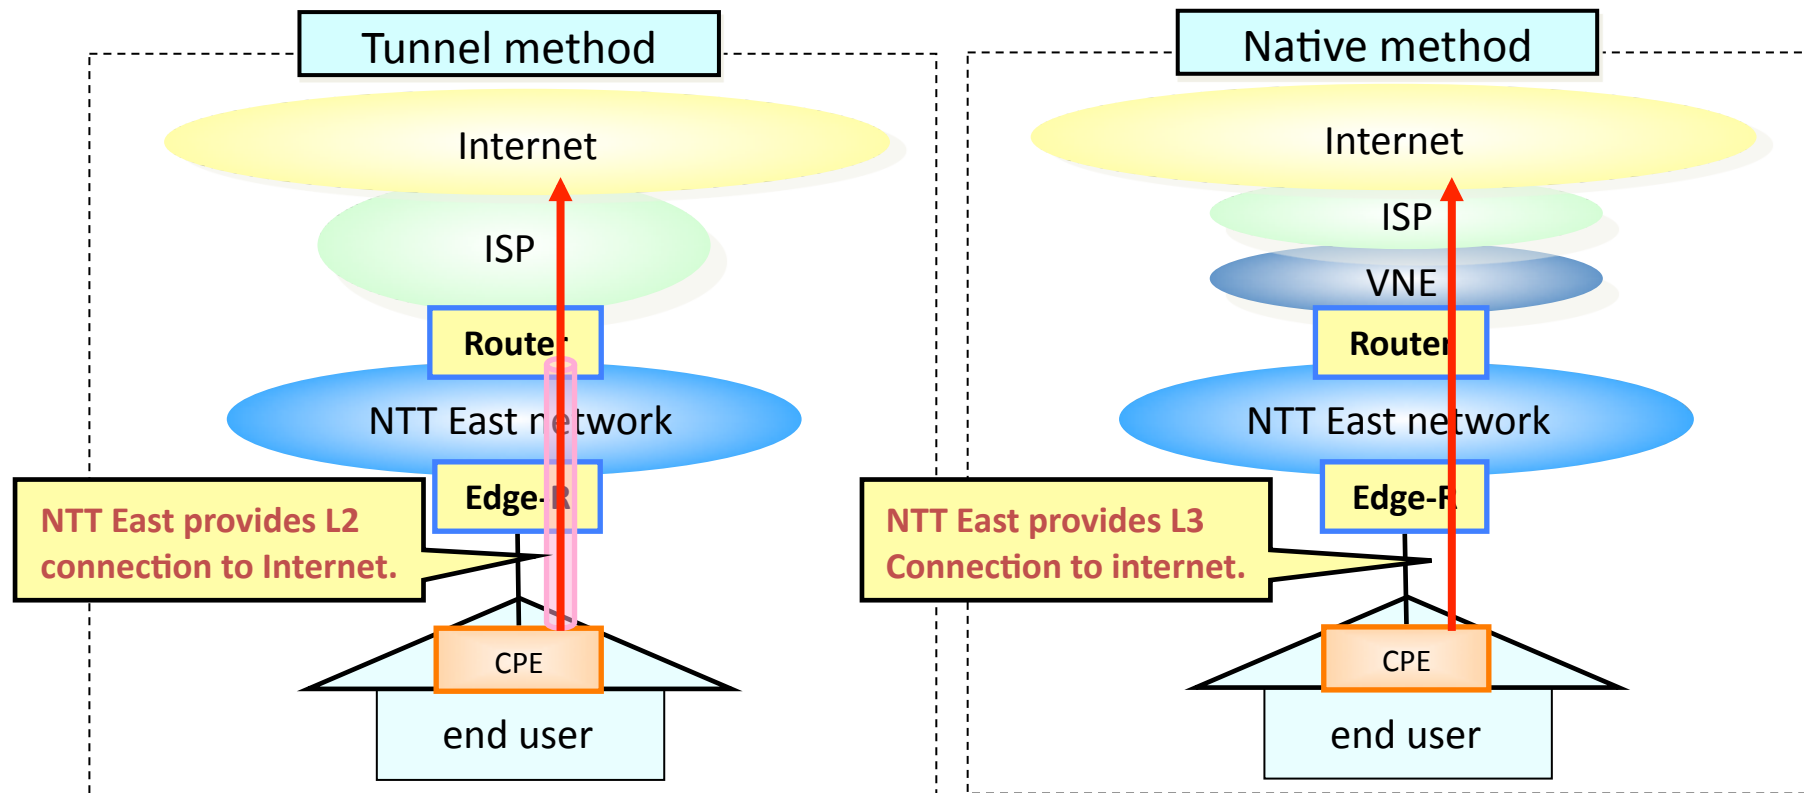 Tunnel method
Internet
ISP
Router
NTT East network
Edge-R
NTT East provides L2
connection to Internet.
CPE
end user
Native method
Internet
ISP
VNE
Router
NTT East network
Edge-R
NTT East provides L3
Connection to internet.
CPE
end user